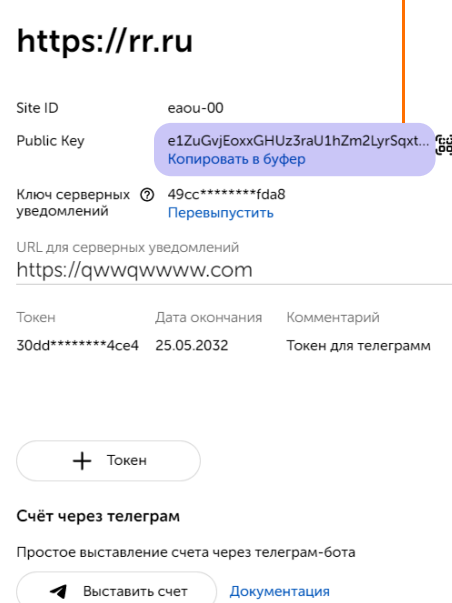 https://rr.ru
Site ID eaou-00
Public Key e1ZuGvjEoxxGHUz3raU1hZm2LyrSqxt...
Копировать в буфер
Ключ серверных уведомлений 49cc********fda8
Перевыпустить
URL для серверных уведомлений
https://qwwqwwww.com
Токен Дата окончания Комментарий
30dd********4ce4 25.05.2032 Токен для телеграмм
Токен
Счёт через телеграм
Простое выставление счета через телеграм-бота
Выставить счет Документация